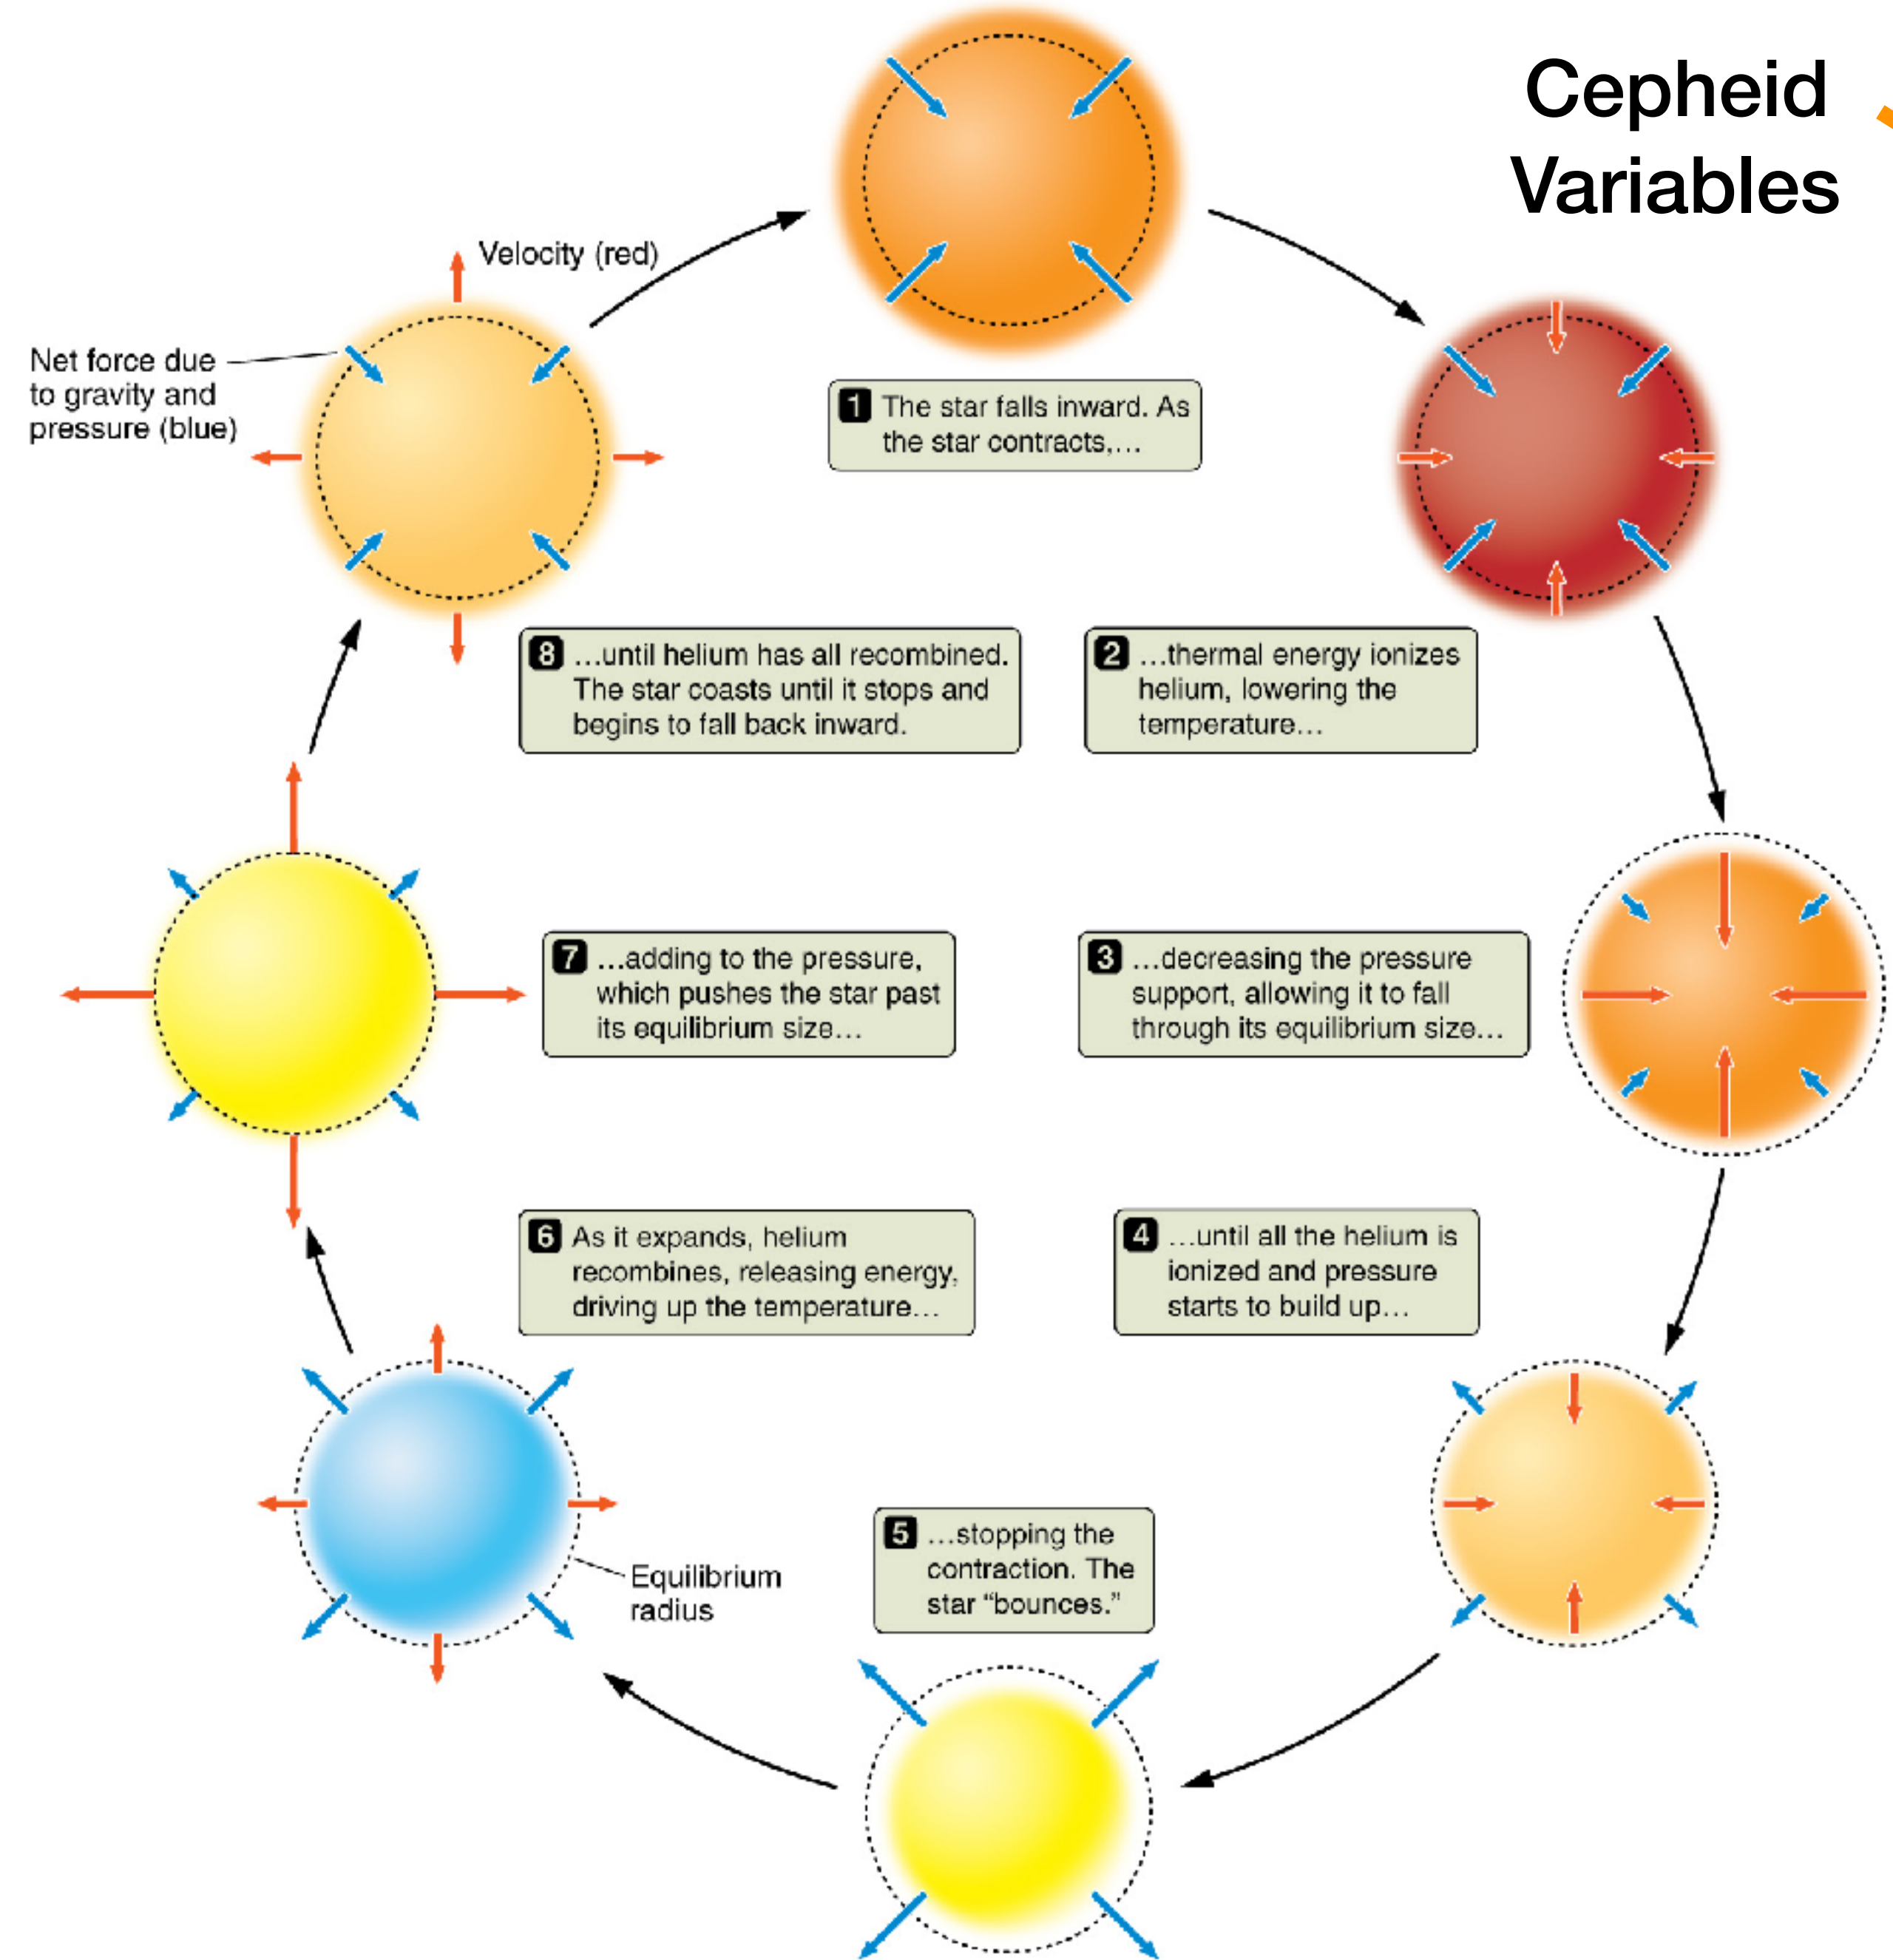 Cepheid
Variables
Velocity (red)
Net force due
to gravity and
pressure (blue)
1 The star falls inward. As
the star contracts,…
2 …thermal energy ionizes
helium, lowering the
temperature…
3 …decreasing the pressure
support, allowing it to fall
through its equilibrium size…
4 …until all the helium is
ionized and pressure
starts to build up…
5 …stopping the
contraction. The
star “bounces.”
6 As it expands, helium
recombines, releasing energy,
driving up the temperature…
7 …adding to the pressure,
which pushes the star past
its equilibrium size…
8 …until helium has all recombined.
The star coasts until it stops and
begins to fall back inward.
Equilibrium
radius